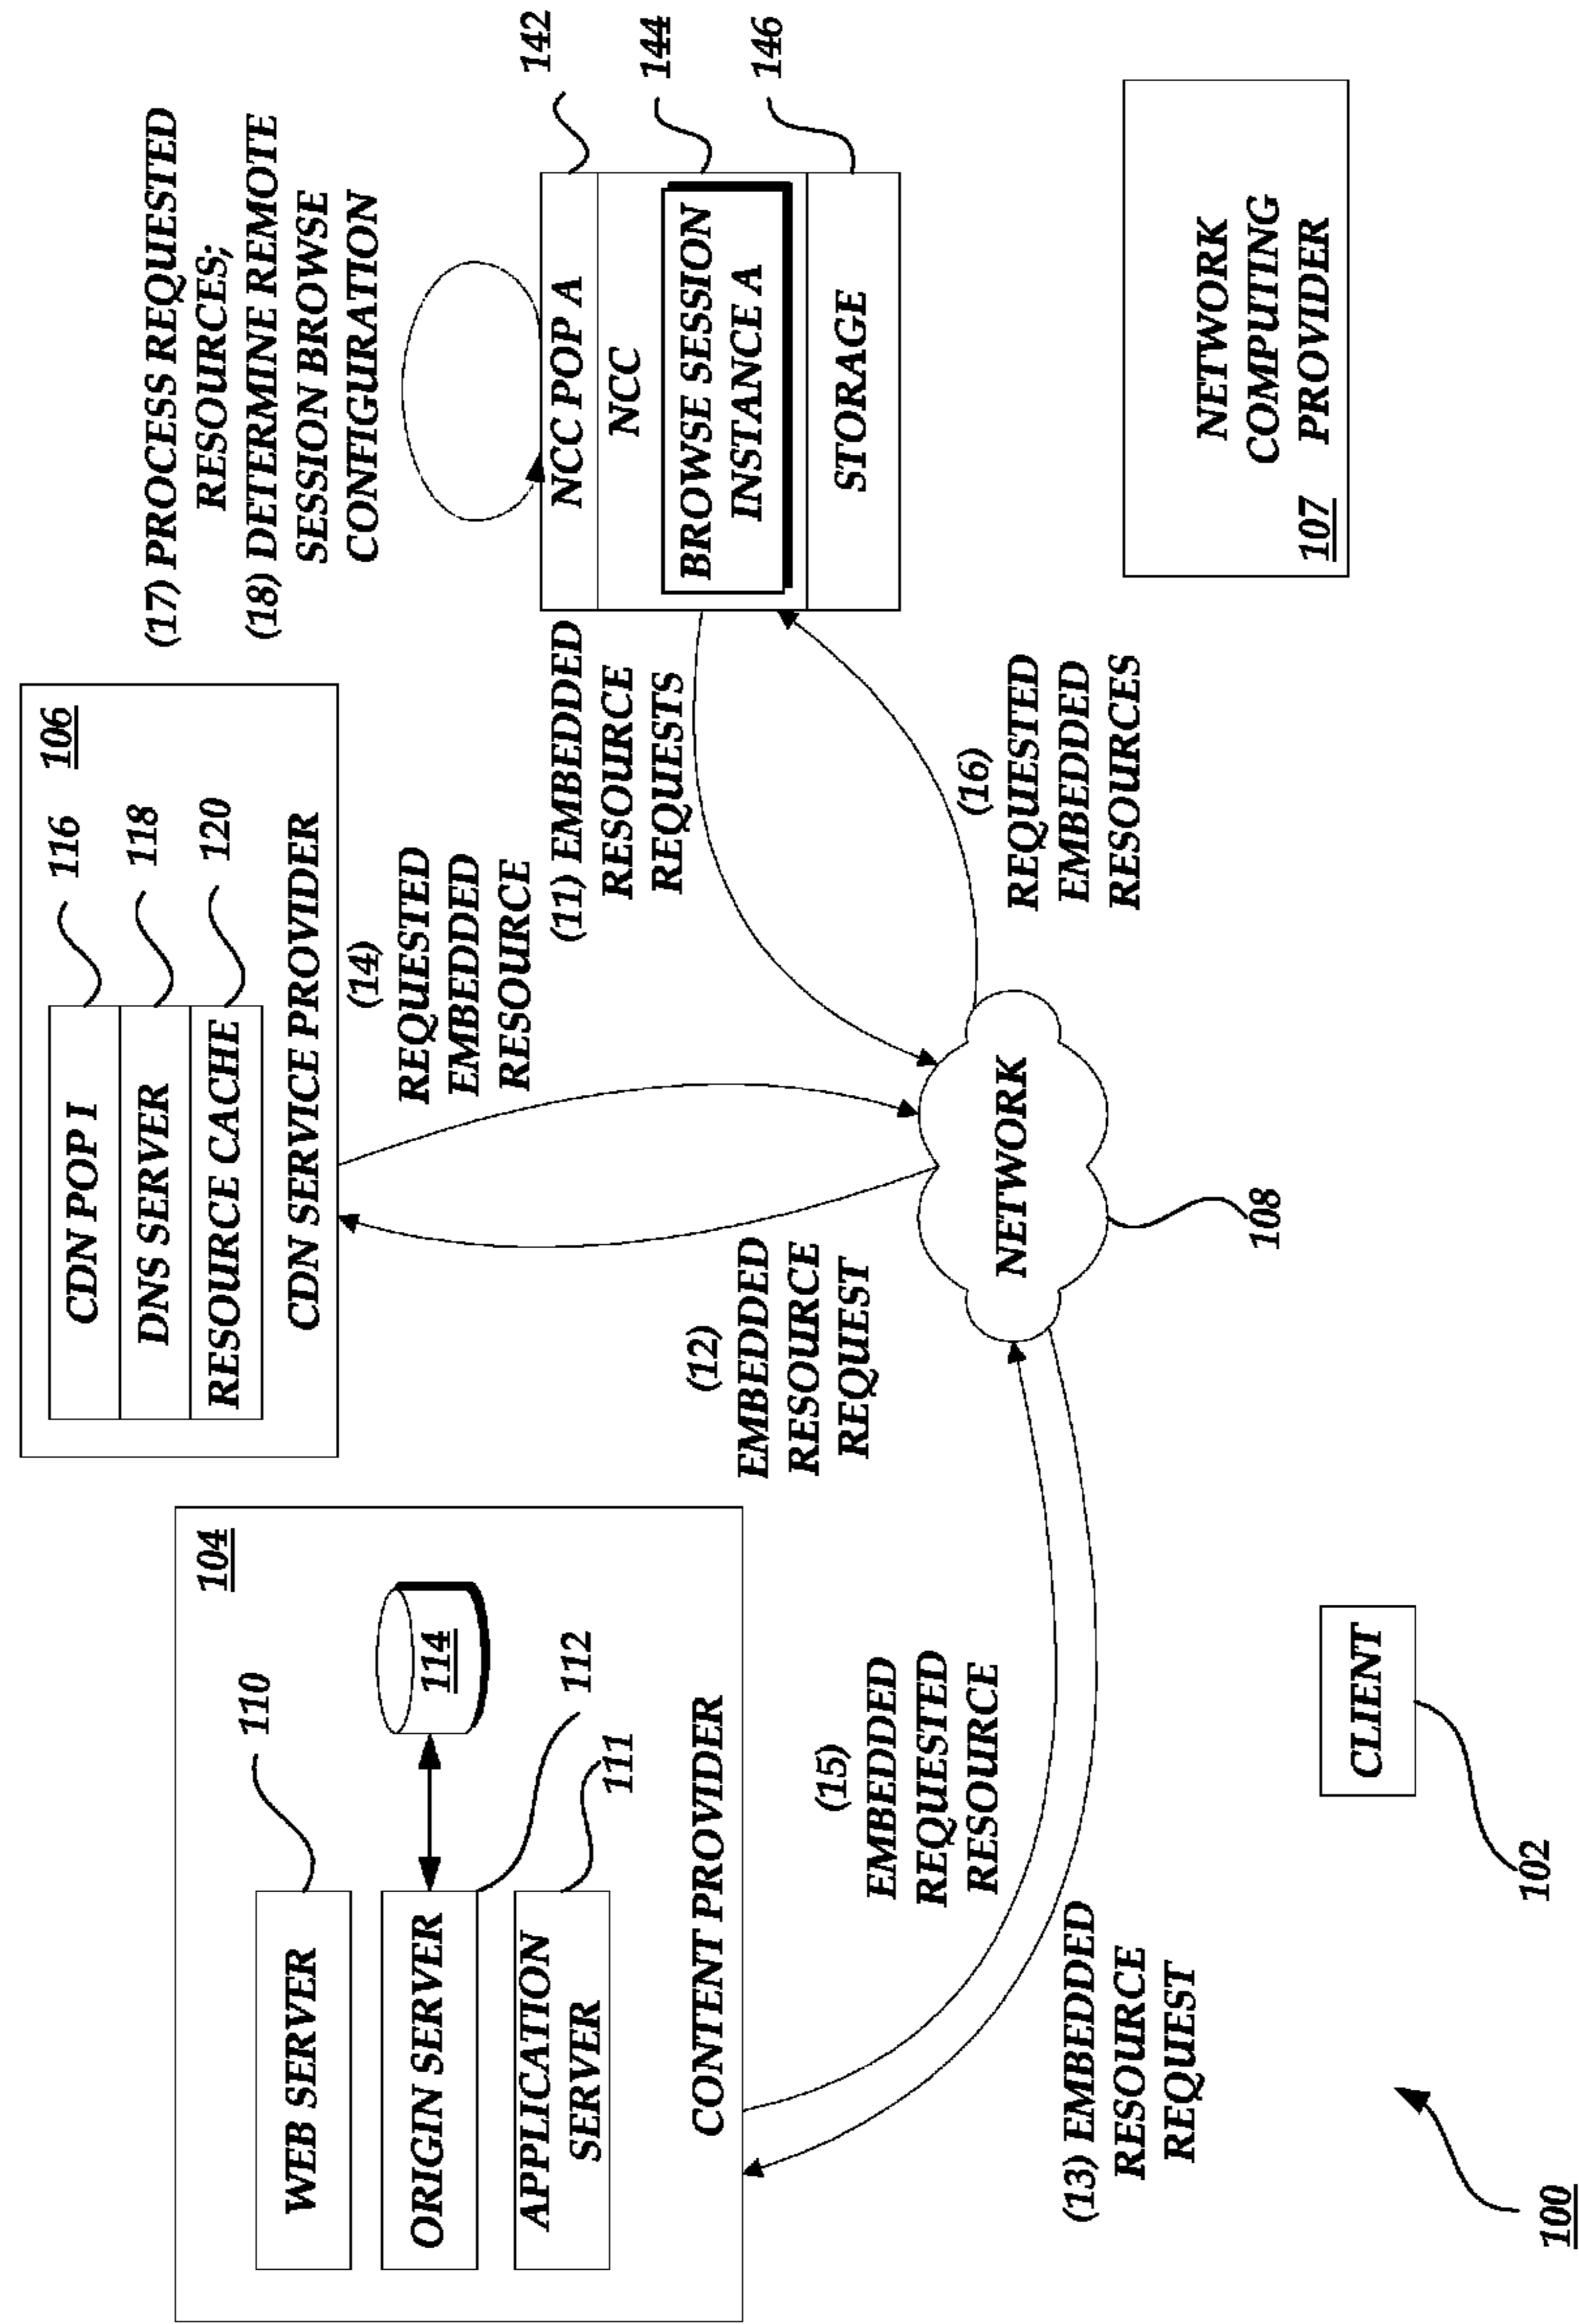 104
WEB SERVER
110
ORIGIN SERVER
114
112
APPLICATION
SERVER
111
CONTENT PROVIDER
106
CDN POP I
116
DNS SERVER
118
RESOURCE CACHE
120
CDN SERVICE PROVIDER
(17) PROCESS REQUESTED
RESOURCES;
(18) DETERMINE REMOTE
SESSION BROWSE
CONFIGURATION
NCC POP A
142
NCC
BROWSE SESSION
INSTANCE A
144
STORAGE
146
(14)
REQUESTED
EMBEDDED
RESOURCE
(11) EMBEDDED
RESOURCE
REQUESTS
(12)
EMBEDDED
RESOURCE
REQUEST
(16)
REQUESTED
EMBEDDED
RESOURCES
(15)
EMBEDDED
REQUESTED
RESOURCE
(13) EMBEDDED
RESOURCE
REQUEST
NETWORK
108
CLIENT
102
NETWORK
COMPUTING
PROVIDER
107
100